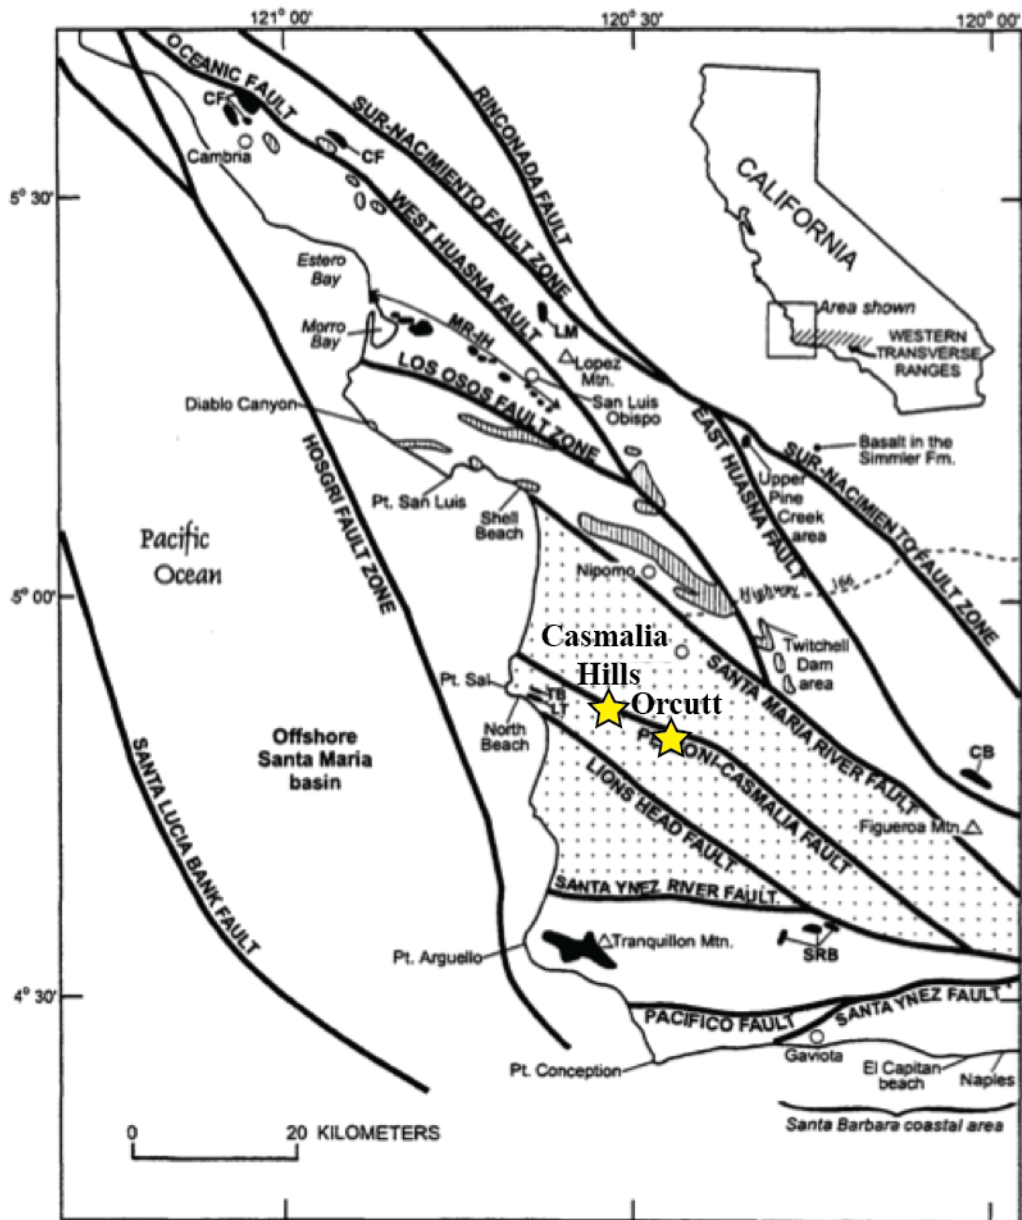 121° 00'
120° 30'
120° 00'
OCEANIC FAULT
CF
Cambria
CF
SUR-NACIMIENTO FAULT ZONE
RINCONADA FAULT
CALIFORNIA
5° 30'
WEST HUASNA FAULT
Estero
Bay
Area shown
WESTERN
TRANSVERSE
RANGES
Morro
Bay
MR-IH
LM
Lopez
Mtn.
LOS OSOS FAULT ZONE
San Luis
Obispo
Diablo Canyon
EAST HUASNA FAULT
SUR-NACIMIENTO FAULT ZONE
Basalt in the
Simmler Fm.
HOSGRI FAULT ZONE
Pt. San Luis
Shell
Beach
Upper
Pine
Creek
area
Pacific
Ocean
Nipomo
Highway 166
5° 00'
Casmalia
Hills
Twitchell
Dam
area
SANTA MARIA RIVER FAULT
Pt. Sal
TB
LT
Orcutt
North
Beach
Offshore
Santa Maria
basin
PEZZONI-CASMALIA FAULT
CB
LIONS HEAD FAULT
Figueroa Mtn.
SANTA LUCIA BANK FAULT
SANTA YNEZ RIVER FAULT
Tranquillon Mtn.
SRB
Pt. Arguello
4° 30'
PACIFICO FAULT
SANTA YNEZ FAULT
Gaviota
Pt. Conception
El Capitan
beach
Naples
Santa Barbara coastal area
0 20 KILOMETERS